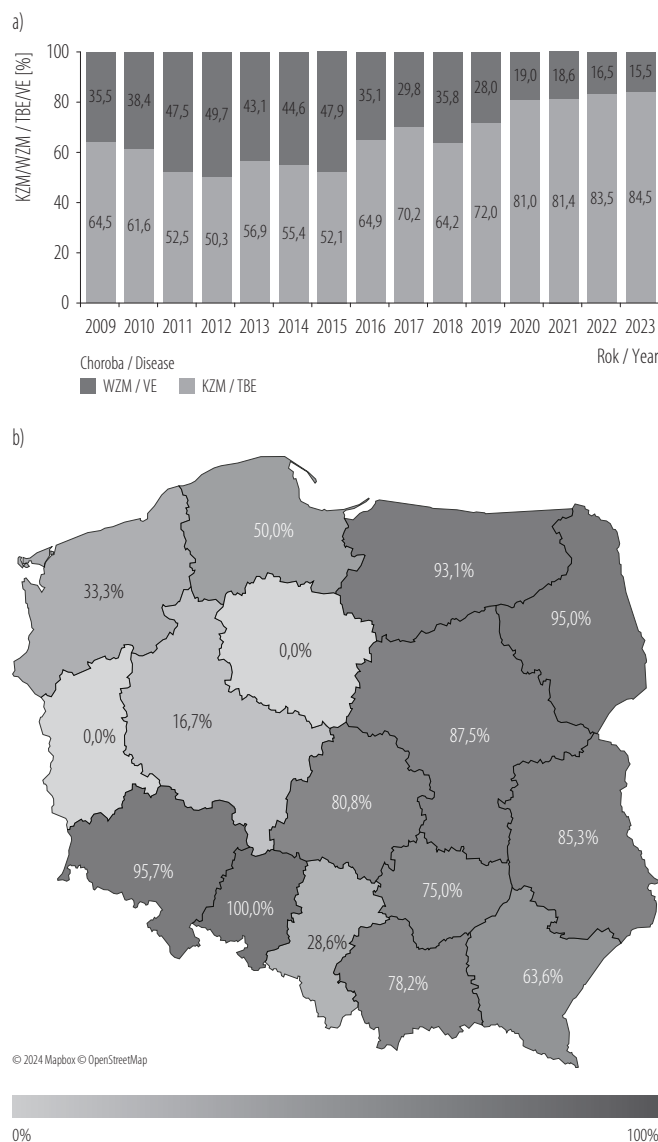 a)
KZM/WZM / TBE/VE [%]
100
80
60
40
20
0
35,5 38,4 47,5 49,7 43,1 44,6 47,9 35,1 29,8 35,8 28,0 19,0 18,6 16,5 15,5
64,5 61,6 52,5 50,3 56,9 55,4 52,1 64,9 70,2 64,2 72,0 81,0 81,4 83,5 84,5
2009 2010 2011 2012 2013 2014 2015 2016 2017 2018 2019 2020 2021 2022 2023
Rok / Year
Choroba / Disease
WZM / VE KZM / TBE
b)
50,0%
93,1%
33,3%
95,0%
0,0%
16,7%
0,0%
87,5%
80,8%
85,3%
95,7%
75,0%
100,0%
28,6%
78,2%
63,6%
© 2024 Mapbox © OpenStreetMap
0% 100%